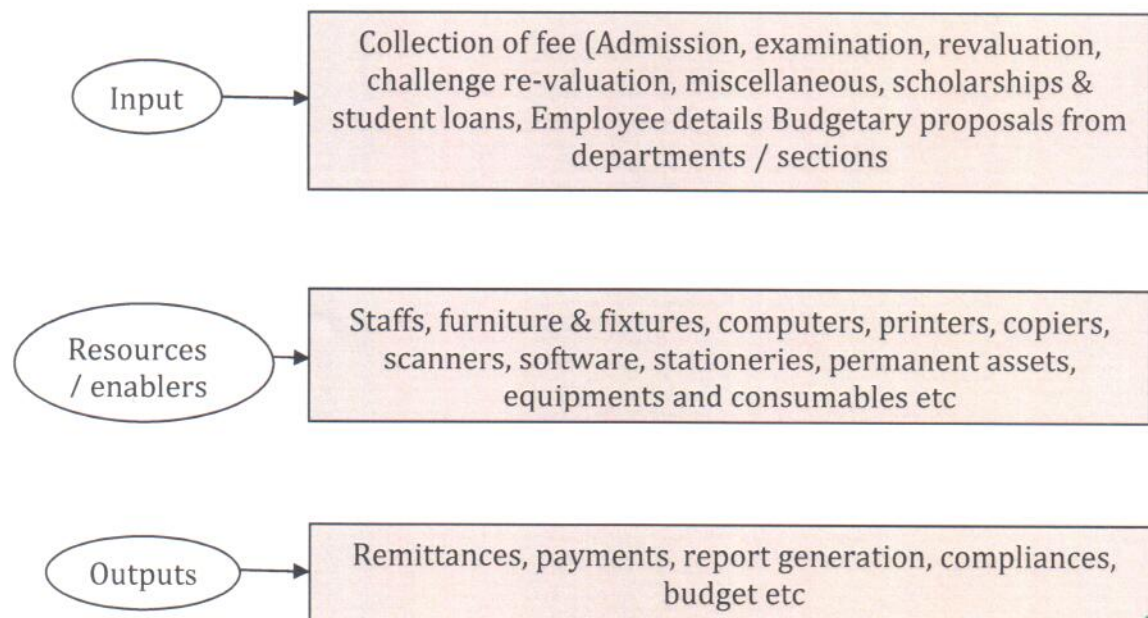 Input
Collection of fee (Admission, examination, revaluation,
challenge re-valuation, miscellaneous, scholarships &
student loans, Employee details Budgetary proposals from
departments / sections
Resources
/ enablers
Staffs, furniture & fixtures, computers, printers, copiers,
scanners, software, stationeries, permanent assets,
equipments and consumables etc
Outputs
Remittances, payments, report generation, compliances,
budget etc